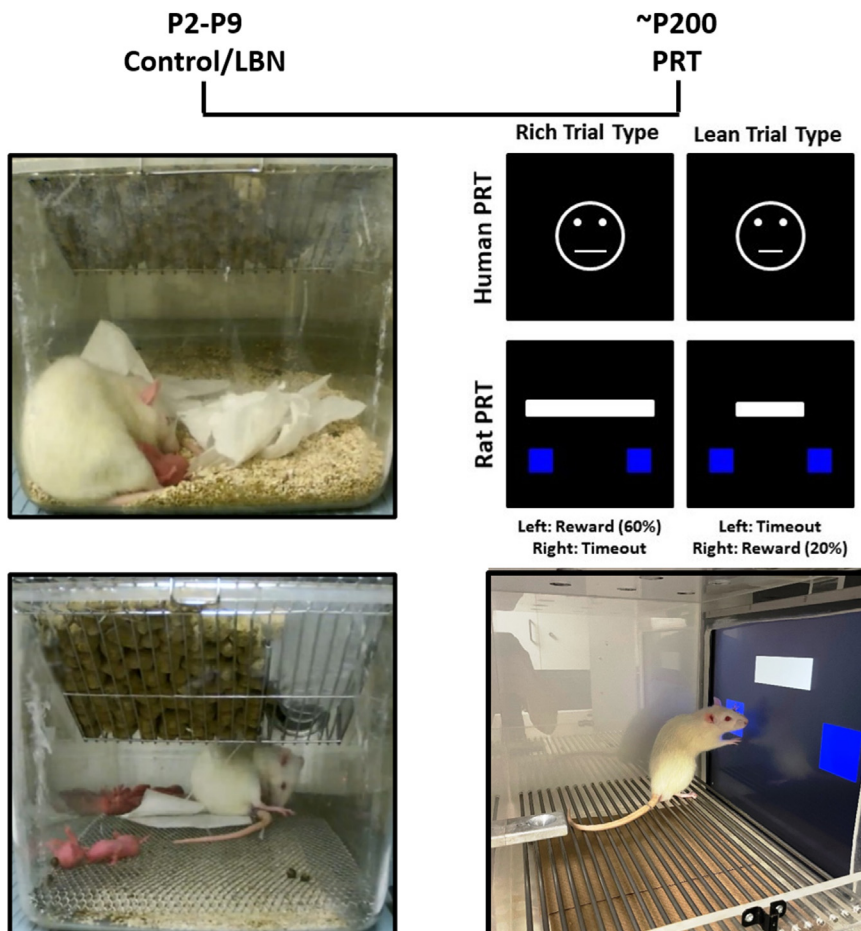 P2-P9
Control/LBN
~P200
PRT
Rich Trial Type
Lean Trial Type
Human PRT
Rat PRT
Left: Reward (60%)
Right: Timeout
Left: Timeout
Right: Reward (20%)